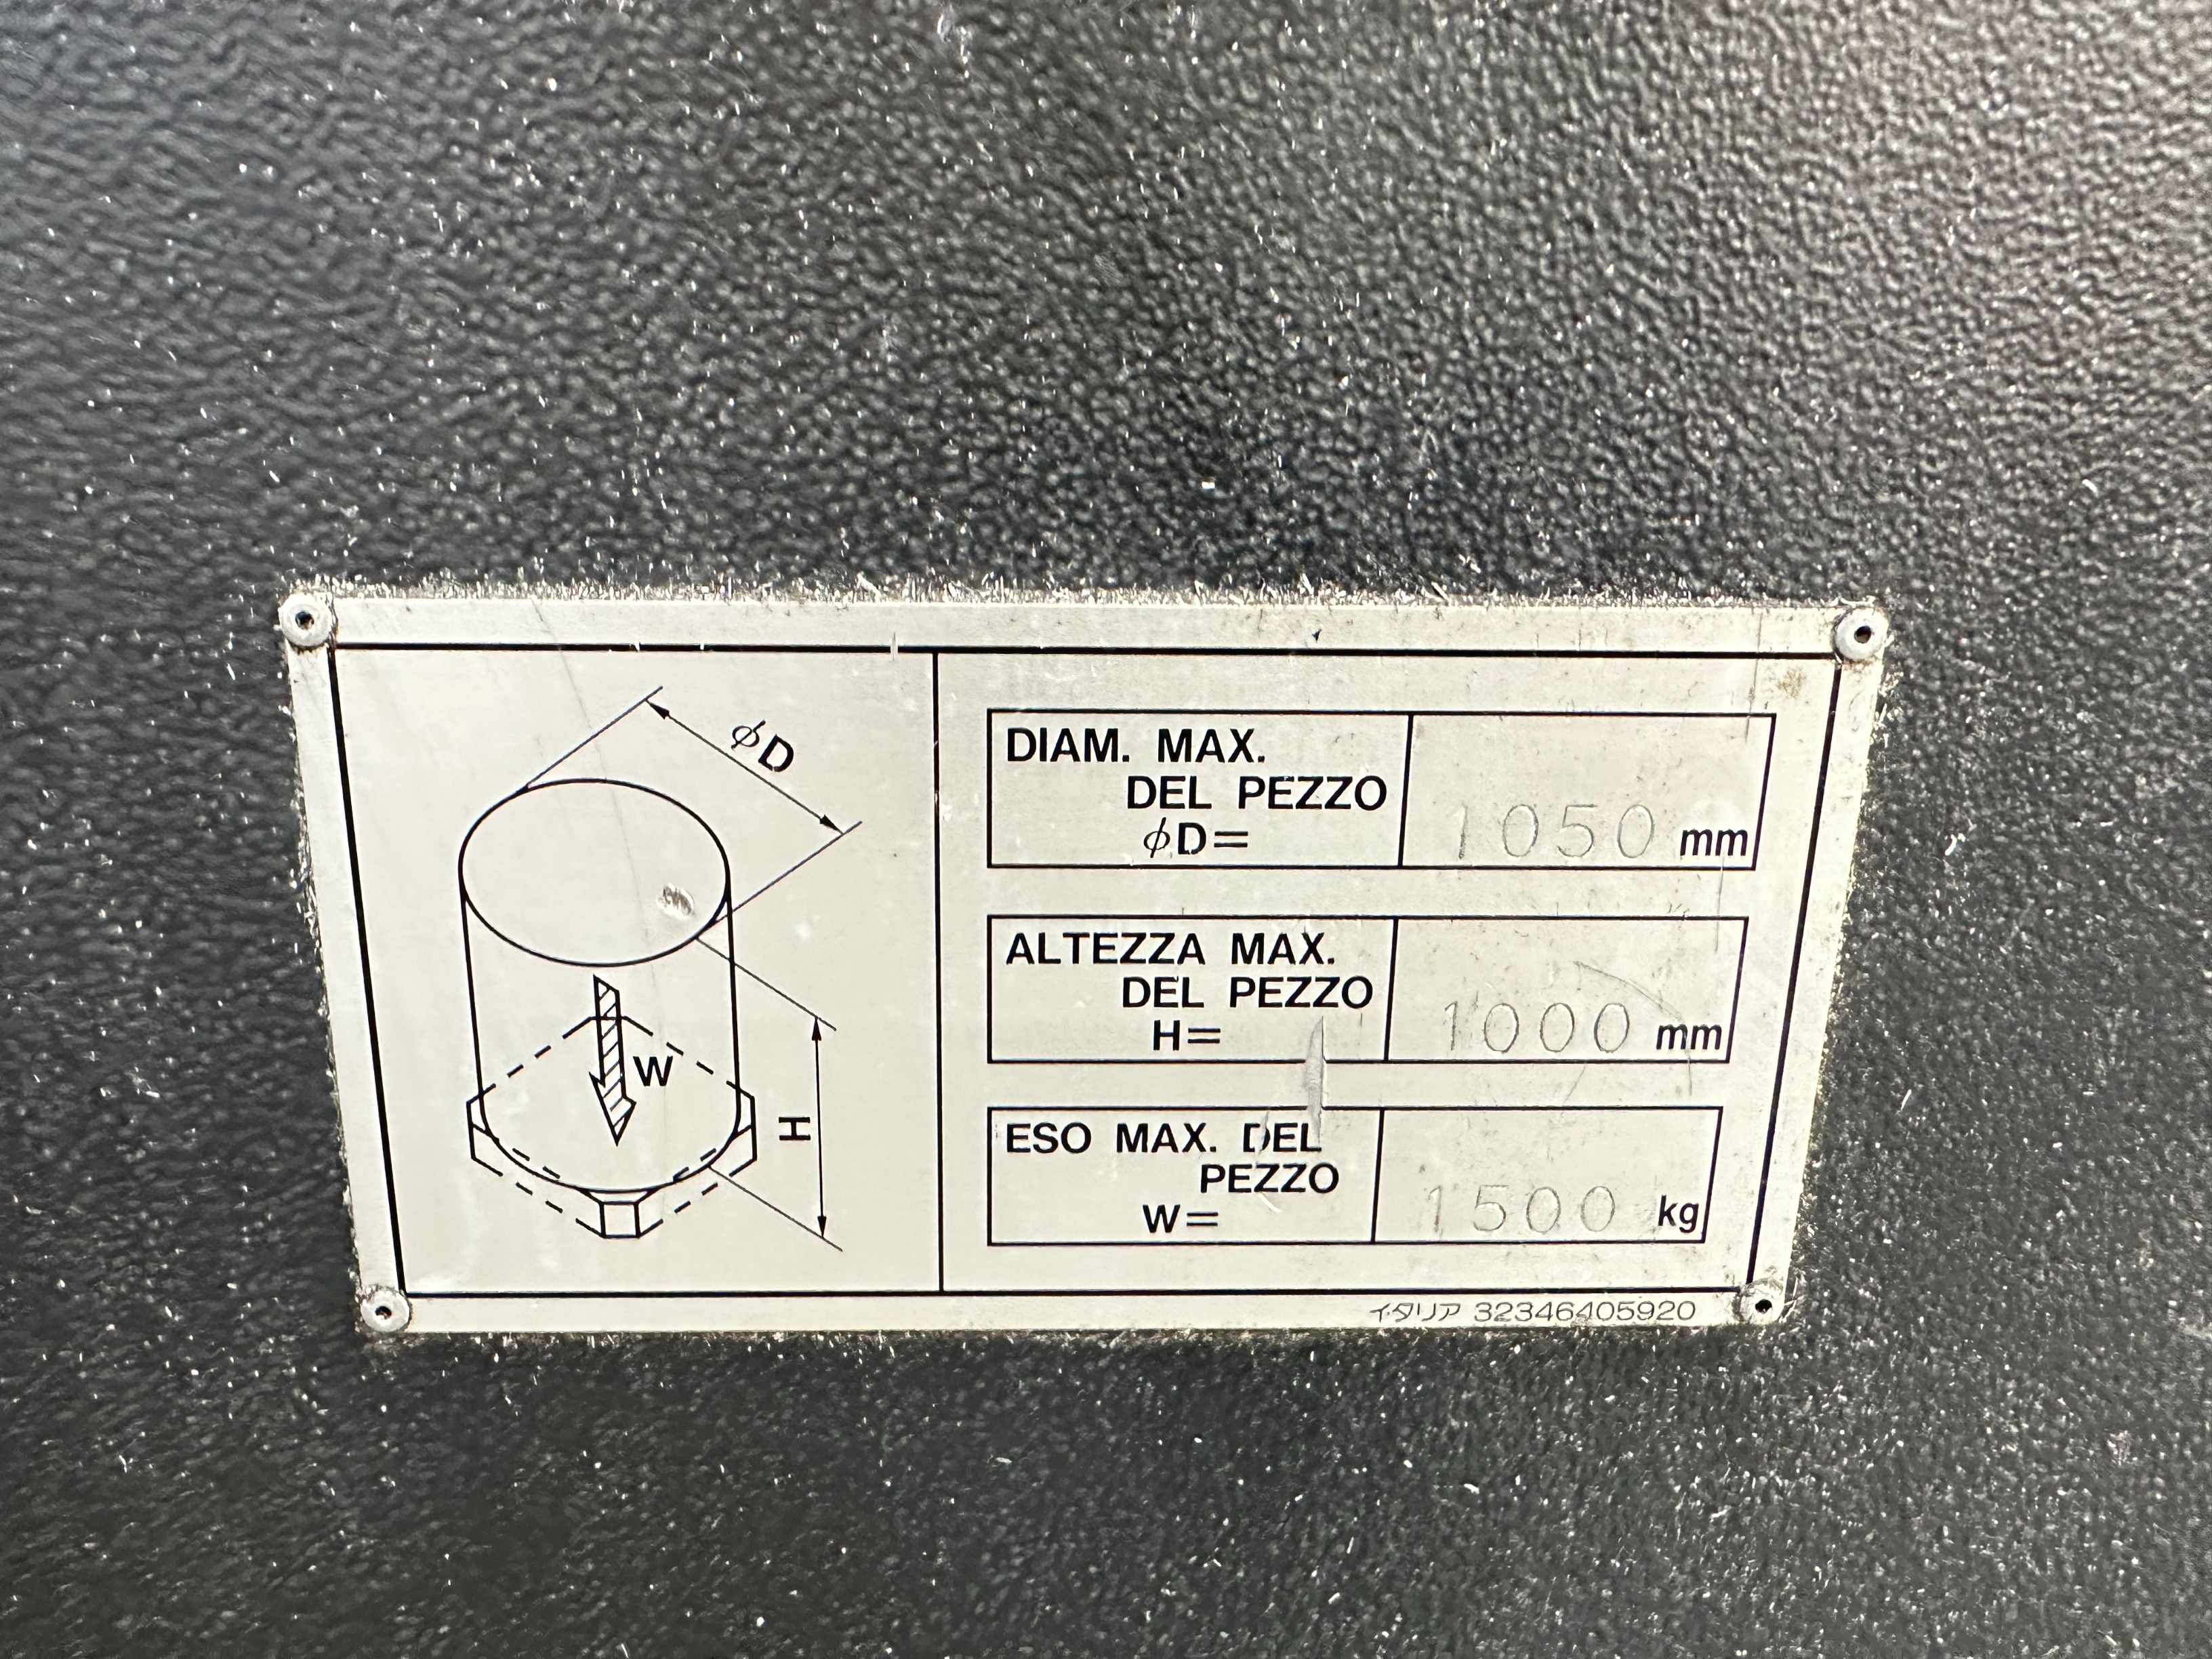 φD
W
H
DIAM. MAX.
DEL PEZZO
φD=
1050 mm
ALTEZZA MAX.
DEL PEZZO
H=
1000 mm
ESO MAX. DEL
PEZZO
W=
1500 kg
イタリア 32346405920